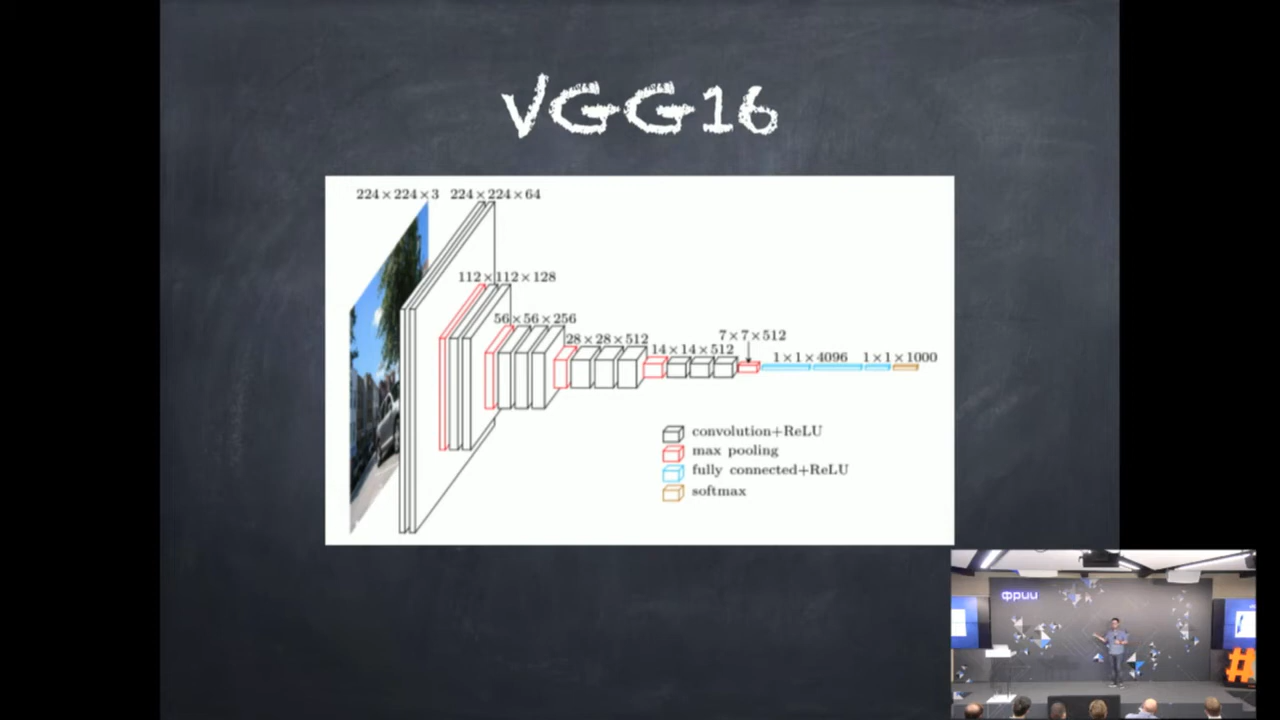 VGG16
224×224×3 224×224×64
112×112×128
56×56×256
28×28×512
14×14×512
7×7×512
1×1×4096 1×1×1000
convolution+ReLU
max pooling
fully connected+ReLU
softmax
фрии
#